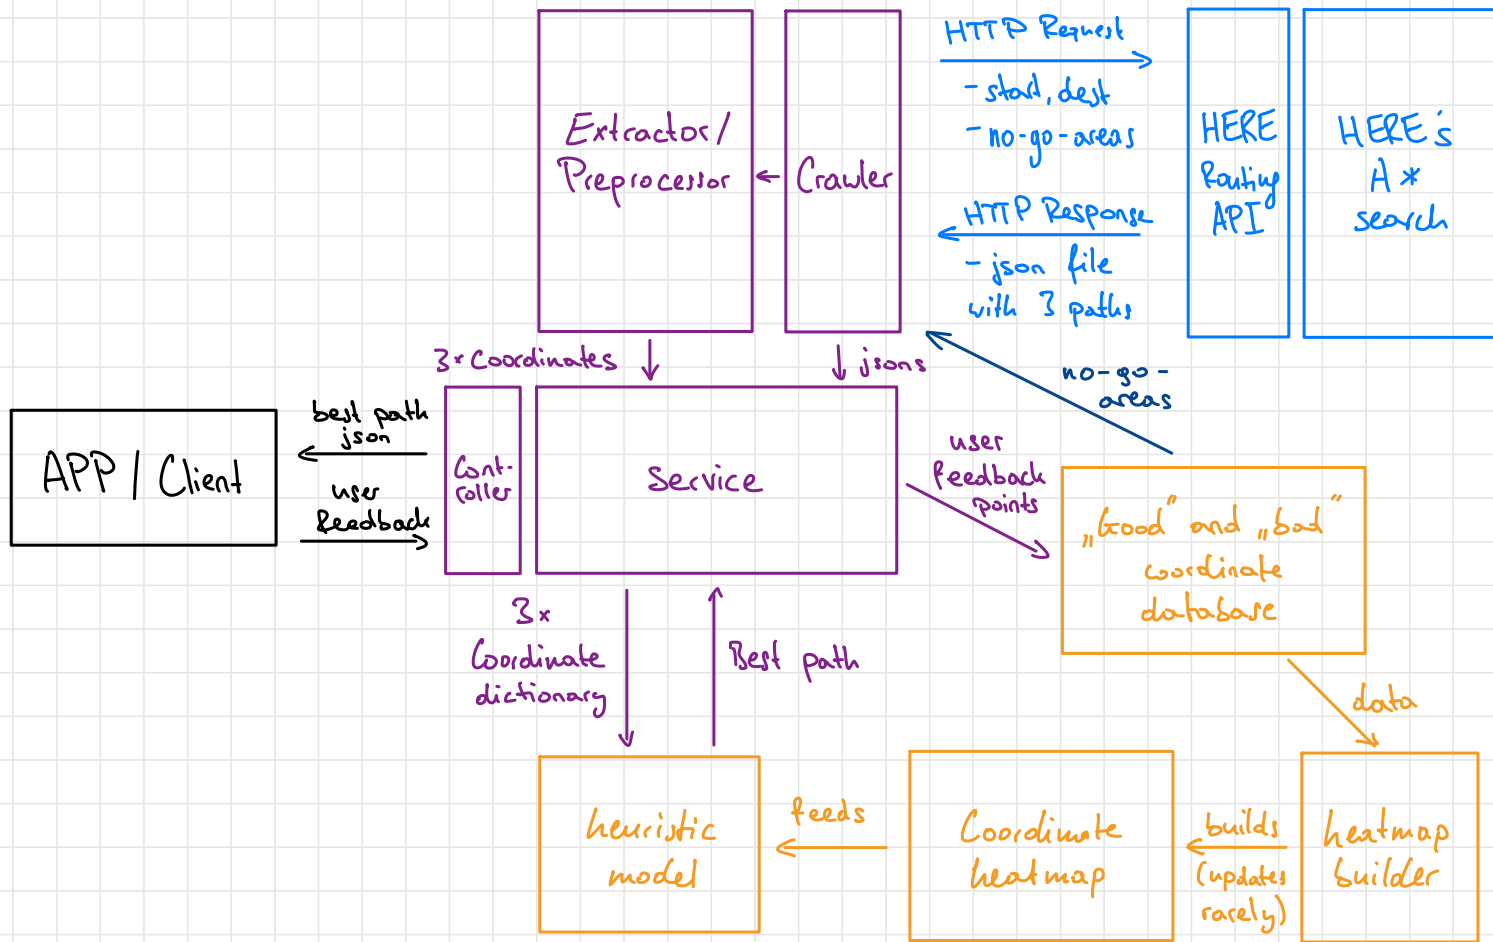 HTTP Request
- start, dest
- no-go-areas
HTTP Response
- json file
with 3 paths
Extractor/
Preprocessor
Crawler
HERE
Routing
API
HERE's
A*
search
3x Coordinates
jsons
no-go-
areas
best path
json
user
feedback
APP / Client
Cont-
roller
Service
user
feedback
points
„Good“ and „bad“
coordinate
database
3x
Coordinate
dictionary
Best path
data
heuristic
model
feeds
Coordinate
heatmap
builds
(updates
rarely)
heatmap
builder